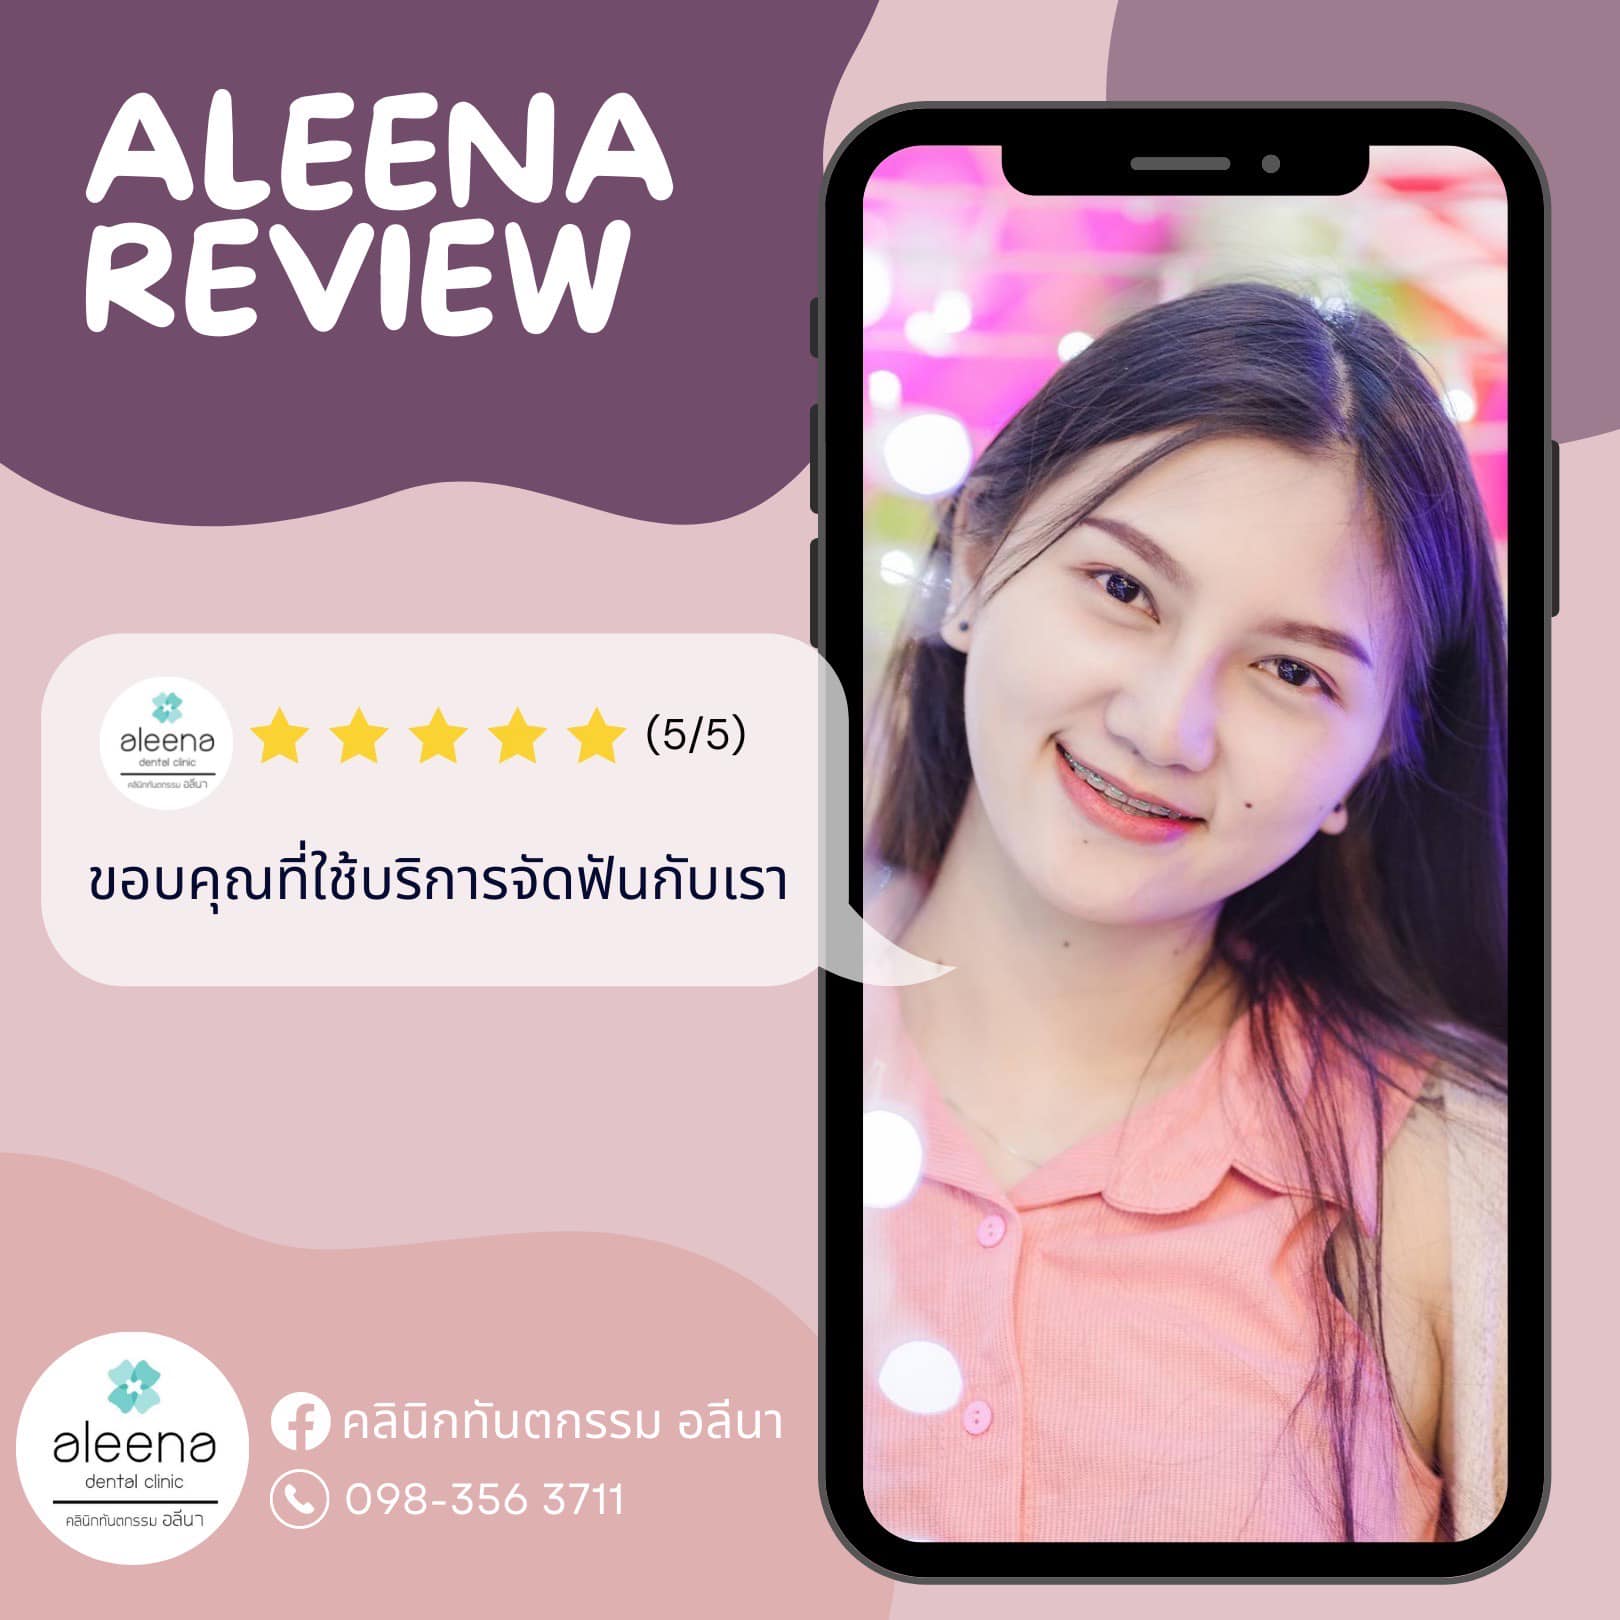 ALEENA
REVIEW
aleena
dental clinic
คลินิกทันตกรรม อลีนา
(5/5)
ขอบคุณที่ใช้บริการจัดฟันกับเรา
aleena
dental clinic
คลินิกทันตกรรม อลีนา
คลินิกทันตกรรม อลีนา
098-356 3711